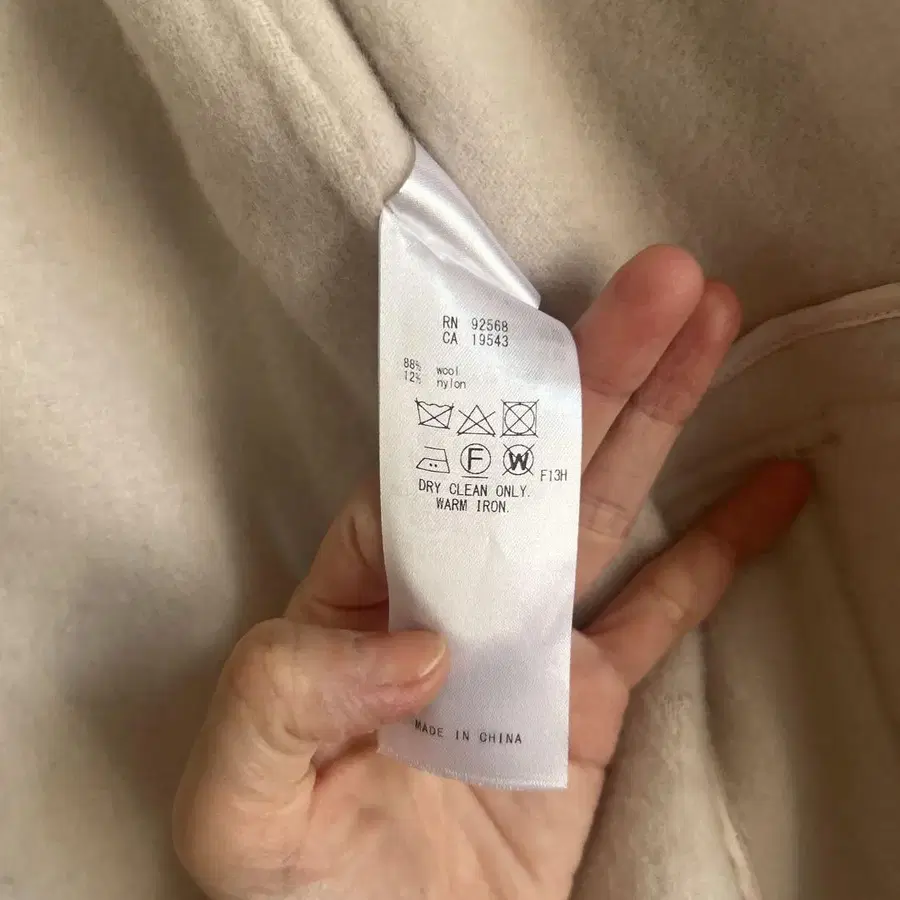 RN 92568
CA 19543
88% wool
12% nylon
F W F13H
DRY CLEAN ONLY.
WARM IRON.
MADE IN CHINA